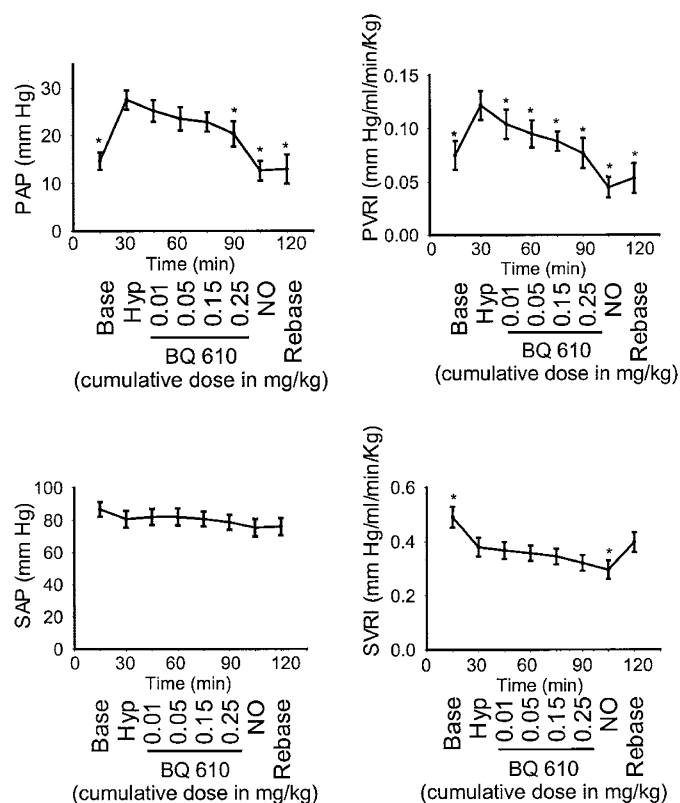 PAP (mm Hg)
30
20
10
0
*
*
*
*
0 30 60 90 120
Time (min)
Base
Hyp
0.01
0.05
0.15
0.25
NO
Rebase
BQ 610
(cumulative dose in mg/kg)
PVRI (mm Hg/ml/min/Kg)
0.15
0.10
0.05
0.00
*
*
*
*
*
*
*
0 30 60 90 120
Time (min)
Base
Hyp
0.01
0.05
0.15
0.25
NO
Rebase
BQ 610
(cumulative dose in mg/kg)
SAP (mm Hg)
100
80
60
40
20
0
0 30 60 90 120
Time (min)
Base
Hyp
0.01
0.05
0.15
0.25
NO
Rebase
BQ 610
(cumulative dose in mg/kg)
SVRI (mm Hg/ml/min/Kg)
0.6
0.4
0.2
0.0
*
*
0 30 60 90 120
Time (min)
Base
Hyp
0.01
0.05
0.15
0.25
NO
Rebase
BQ 610
(cumulative dose in mg/kg)